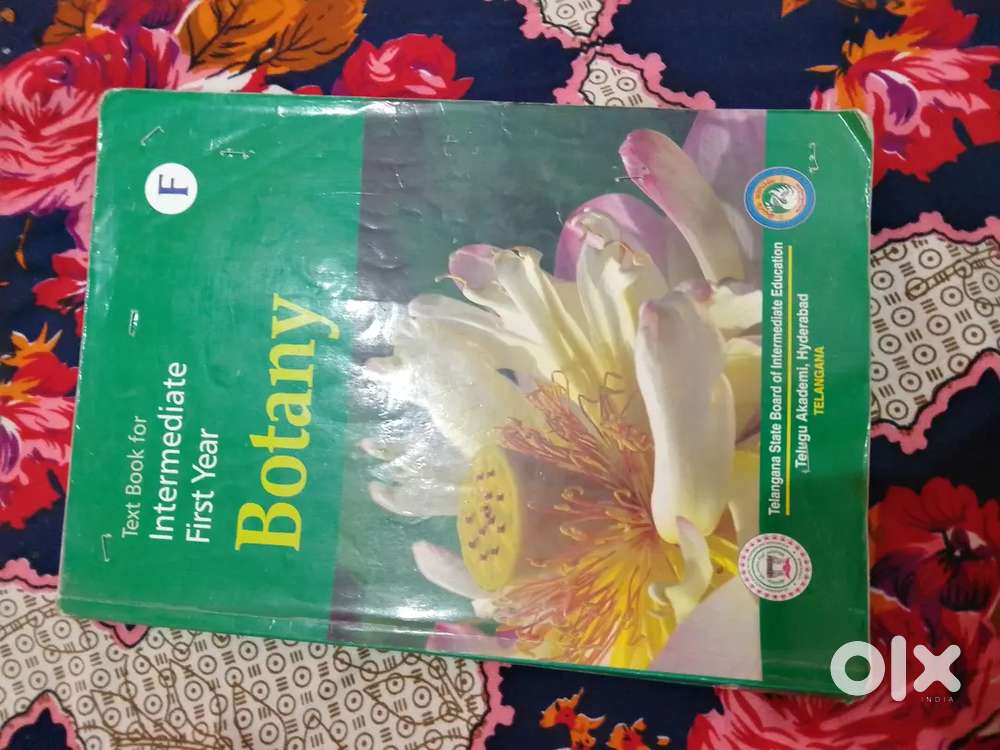 F
Text Book for
Intermediate
First Year
Botany
Telangana State Board of Intermediate Education
Telugu Akademi, Hyderabad
TELANGANA
olx
INDIA